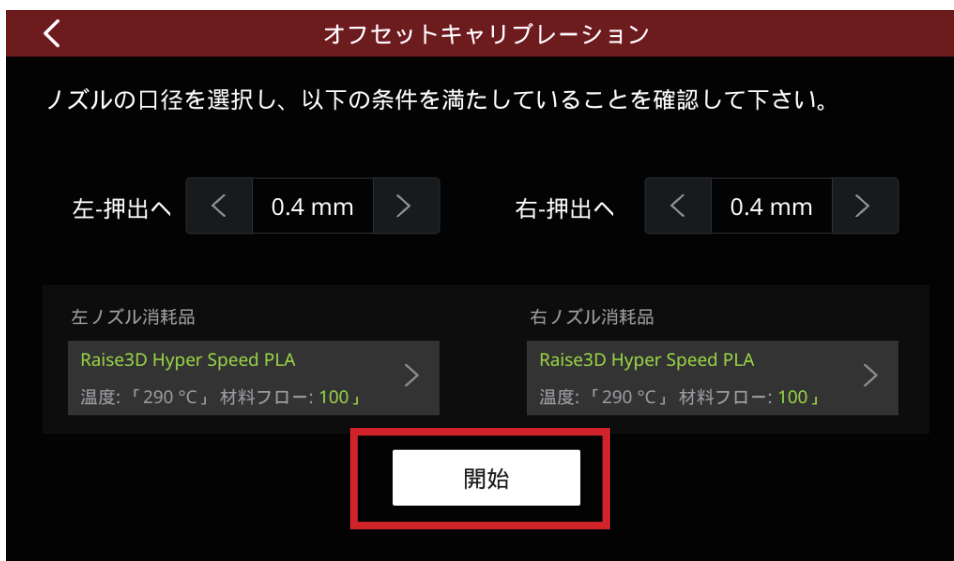 オフセットキャリブレーション
ノズルの口径を選択し、以下の条件を満たしていることを確認して下さい。
左-押出へ 0.4 mm 右-押出へ 0.4 mm
左ノズル消耗品 右ノズル消耗品
Raise3D Hyper Speed PLA Raise3D Hyper Speed PLA
温度:「290 °C」材料フロー: 100」 温度:「290 °C」材料フロー: 100」
開始